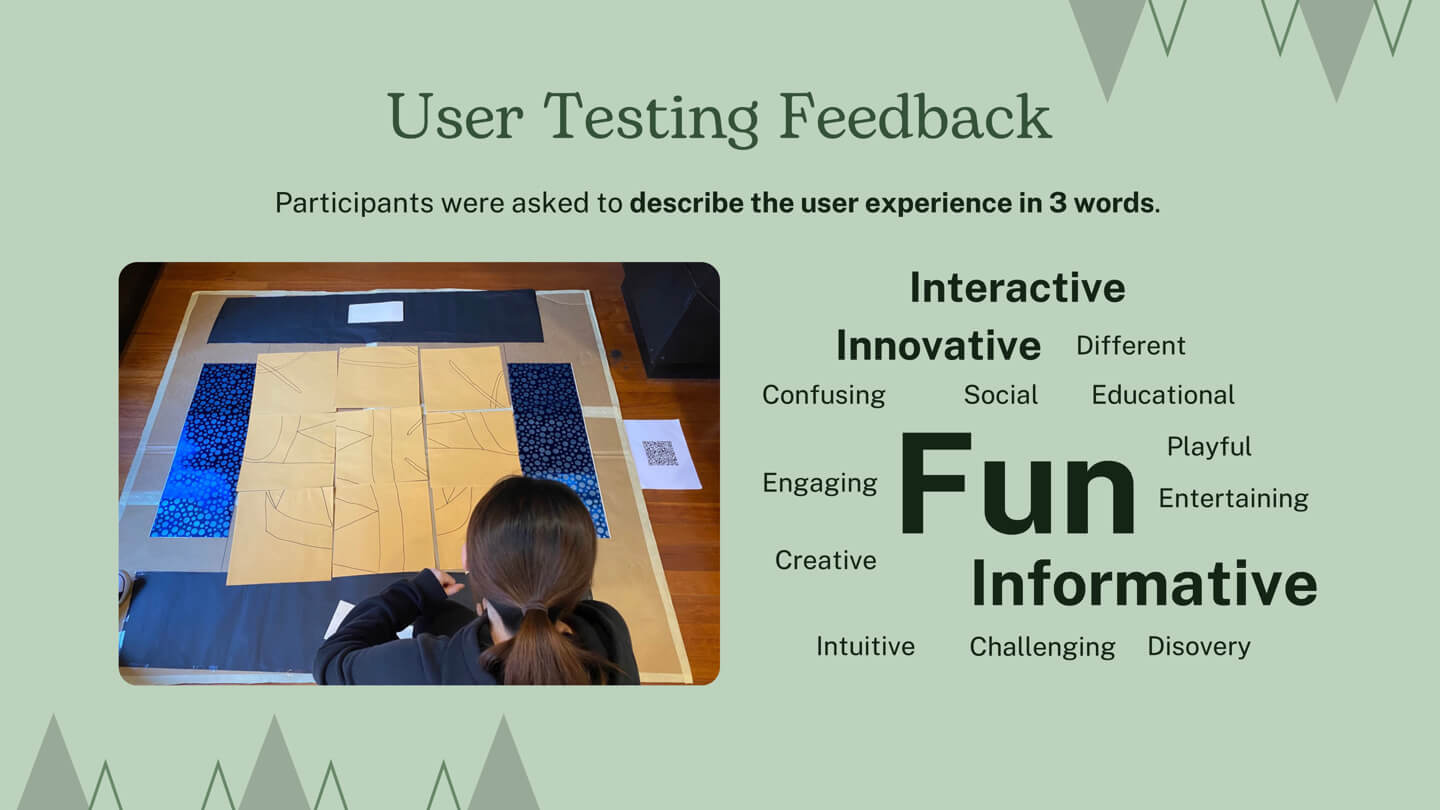 User Testing Feedback
Participants were asked to describe the user experience in 3 words.
Interactive
Innovative Different
Confusing Social Educational
Playful
Engaging Fun Entertaining
Creative
Informative
Intuitive Challenging Disovery